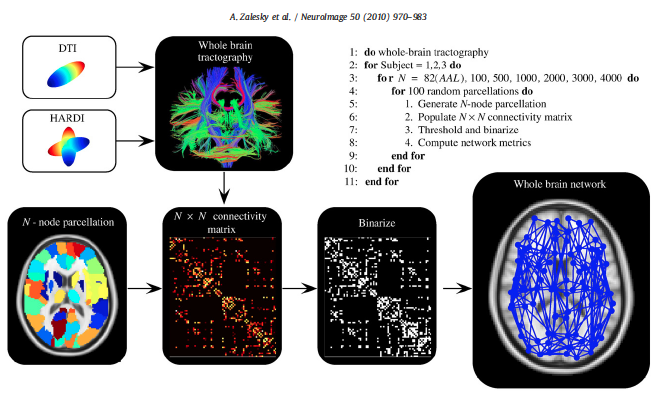 A. Zalesky et al. / NeuroImage 50 (2010) 970–983
DTI
HARDI
Whole brain
tractography
1: do whole-brain tractography
2: for Subject = 1,2,3 do
3: for N = 82(AAL), 100, 500, 1000, 2000, 3000, 4000 do
4: for 100 random parcellations do
5: 1. Generate N-node parcellation
6: 2. Populate N × N connectivity matrix
7: 3. Threshold and binarize
8: 4. Compute network metrics
9: end for
10: end for
11: end for
N - node parcellation
N × N connectivity
matrix
Binarize
Whole brain network